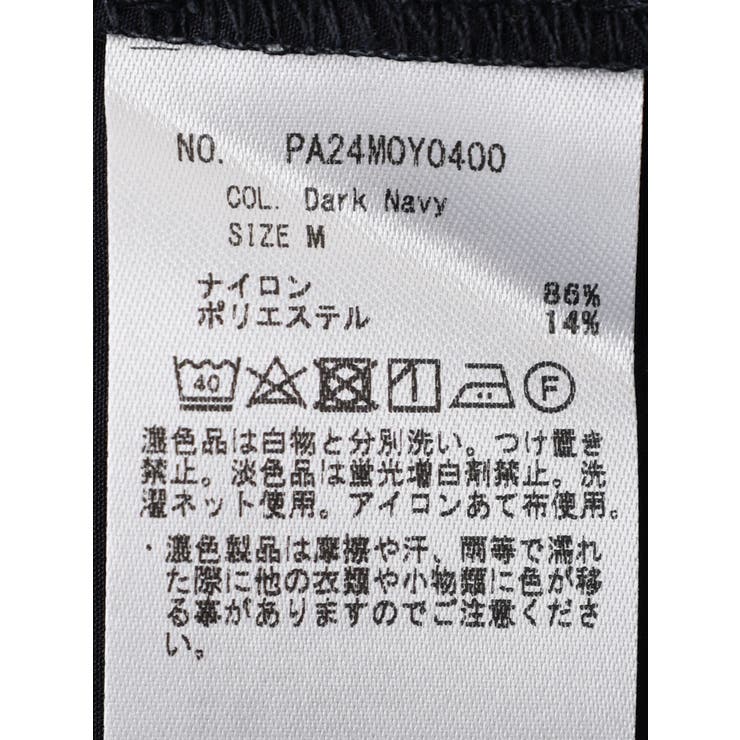 NO. PA24MOY0400
COL. Dark Navy
SIZE M
ナイロン 86%
ポリエステル 14%
40 F
濃色品は白物と分別洗い。つけ置き
禁止。淡色品は蛍光増白剤禁止。洗
濯ネット使用。アイロンあて布使用。
・濃色製品は摩擦や汗、雨等で濡れ
た際に他の衣類や小物類に色が移
る事がありますのでご注意くださ
い。